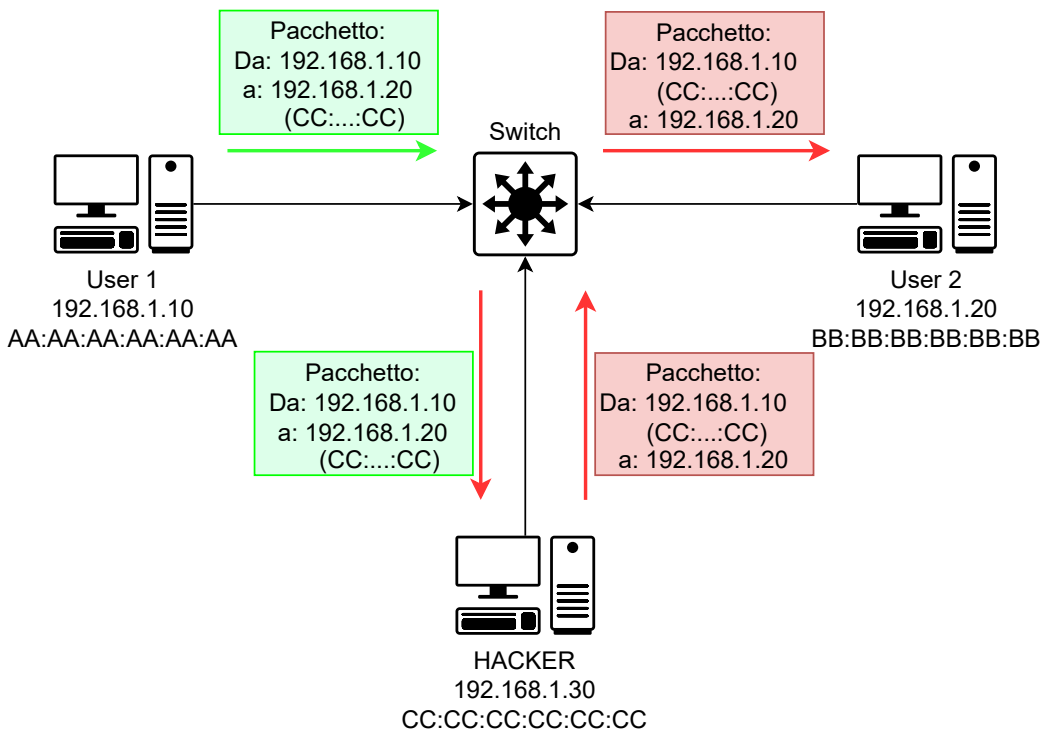 Pacchetto:
Da: 192.168.1.10
a: 192.168.1.20
(CC:...:CC)
Pacchetto:
Da: 192.168.1.10
(CC:...:CC)
a: 192.168.1.20
Switch
User 1
192.168.1.10
AA:AA:AA:AA:AA:AA
User 2
192.168.1.20
BB:BB:BB:BB:BB:BB
Pacchetto:
Da: 192.168.1.10
a: 192.168.1.20
(CC:...:CC)
Pacchetto:
Da: 192.168.1.10
(CC:...:CC)
a: 192.168.1.20
HACKER
192.168.1.30
CC:CC:CC:CC:CC:CC